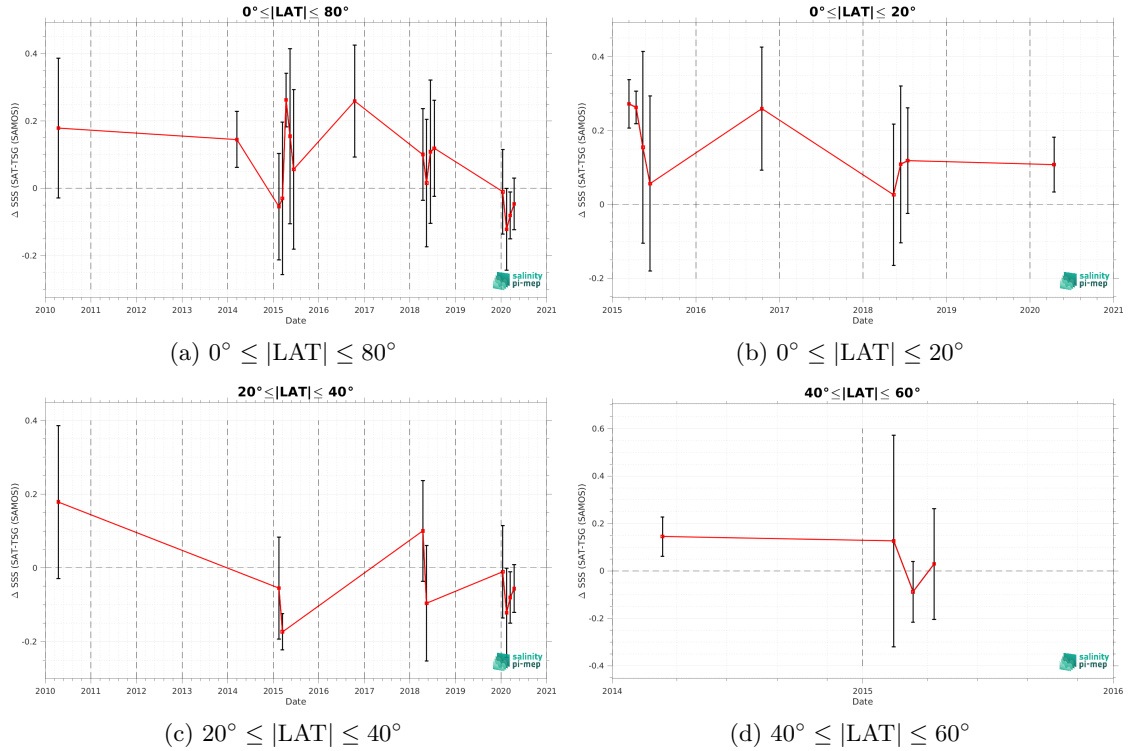 0°≤|LAT|≤ 80°
Δ SSS (SAT-TSG (SAMOS))
0.4
0.2
0
-0.2
2010 2011 2012 2013 2014 2015 2016 2017 2018 2019 2020 2021
Date
salinity
pi-mep
(a) 0° ≤ |LAT| ≤ 80°
0°≤|LAT|≤ 20°
Δ SSS (SAT-TSG (SAMOS))
0.4
0.2
0
-0.2
2015 2016 2017 2018 2019 2020 2021
Date
salinity
pi-mep
(b) 0° ≤ |LAT| ≤ 20°
20°≤|LAT|≤ 40°
Δ SSS (SAT-TSG (SAMOS))
0.4
0.2
0
-0.2
2010 2011 2012 2013 2014 2015 2016 2017 2018 2019 2020 2021
Date
salinity
pi-mep
(c) 20° ≤ |LAT| ≤ 40°
40°≤|LAT|≤ 60°
Δ SSS (SAT-TSG (SAMOS))
0.6
0.4
0.2
0
-0.2
-0.4
2014 2015 2016
Date
salinity
pi-mep
(d) 40° ≤ |LAT| ≤ 60°